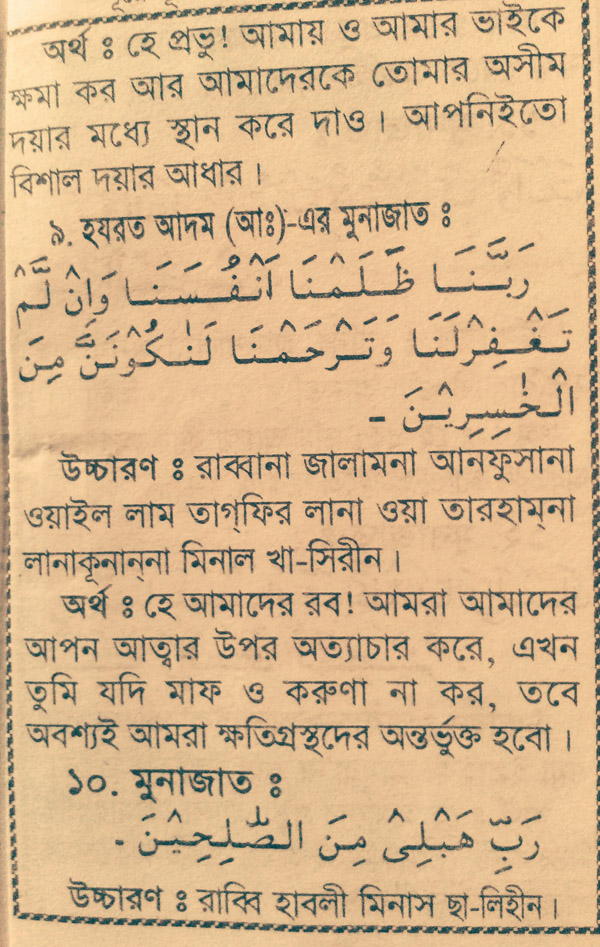 অর্থ ঃ হে প্রভু! আমায় ও আমার ভাইকে
ক্ষমা কর আর আমাদেরকে তোমার অসীম
দয়ার মধ্যে স্থান করে দাও। আপনিইতো
বিশাল দয়ার আধার।
৯. হযরত আদম (আঃ)-এর মুনাজাত ঃ
رَبَّنَا ظَلَمْنَا اَنْفُسَنَا وَاِنْ لَّمْ
تَغْفِرْلَنَا وَتَرْحَمْنَا لَنَكُوْنَنَّ مِنَ
الْخٰسِرِيْنَ -
উচ্চারণ ঃ রাব্বানা জালামনা আনফুসানা
ওয়াইল লাম তাগ্‌ফির লানা ওয়া তারহাম্‌না
লানাকূনান্‌না মিনাল খা-সিরীন।
অর্থ ঃ হে আমাদের রব! আমরা আমাদের
আপন আত্বার উপর অত্যাচার করে, এখন
তুমি যদি মাফ ও করুণা না কর, তবে
অবশ্যই আমরা ক্ষতিগ্রস্থদের অন্তর্ভুক্ত হবো।
১০. মুনাজাত ঃ
رَبِّ هَبْلِىْ مِنَ الصّٰلِحِيْنَ -
উচ্চারণ ঃ রাব্বি হাবলী মিনাস ছা-লিহীন।